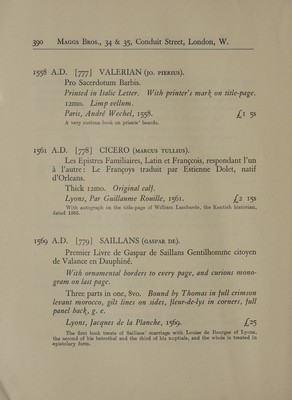 390 MAGGS BROS., 34 & 35, Conduit Street, London, W.
1558 A.D. [777] VALERIAN (JO. PIERIUS).
Pro Sacerdotum Barbis.
Printed in Italic Letter. With printer's mark on title-page.
12mo. Limp vellum.
Paris, André Wechel, 1558. £1 5s
A very curious book on priests' beards.
1561 A.D. [778] CICERO (MARCUS TULLIUS).
Les Epistres Familiaires, Latin et François, respondant l'un
à l'autre: Le Françoys traduit par Estienne Dolet, natif
d'Orleans.
Thick 12mo. Original calf.
Lyons, Par Guillaume Rouille, 1561. £2 15s
With autograph on the title-page of William Lambarde, the Kentish historian,
dated 1565.
1569 A.D. [779] SAILLANS (GASPAR DE).
Premier Livre de Gaspar de Saillans Gentilhomme citoyen
de Valance en Dauphiné.
With ornamental borders to every page, and curious mono-
gram on last page.
Three parts in one, 8vo. Bound by Thomas in full crimson
levant morocco, gilt lines on sides, fleur-de-lys in corners, full
panel back, g. e.
Lyons, Jacques de la Planche, 1569. £25
The first book treats of Saillans' marriage with Louise de Bourges of Lyons,
the second of his betrothal and the third of his nuptials, and the whole is treated in
epistolary form.